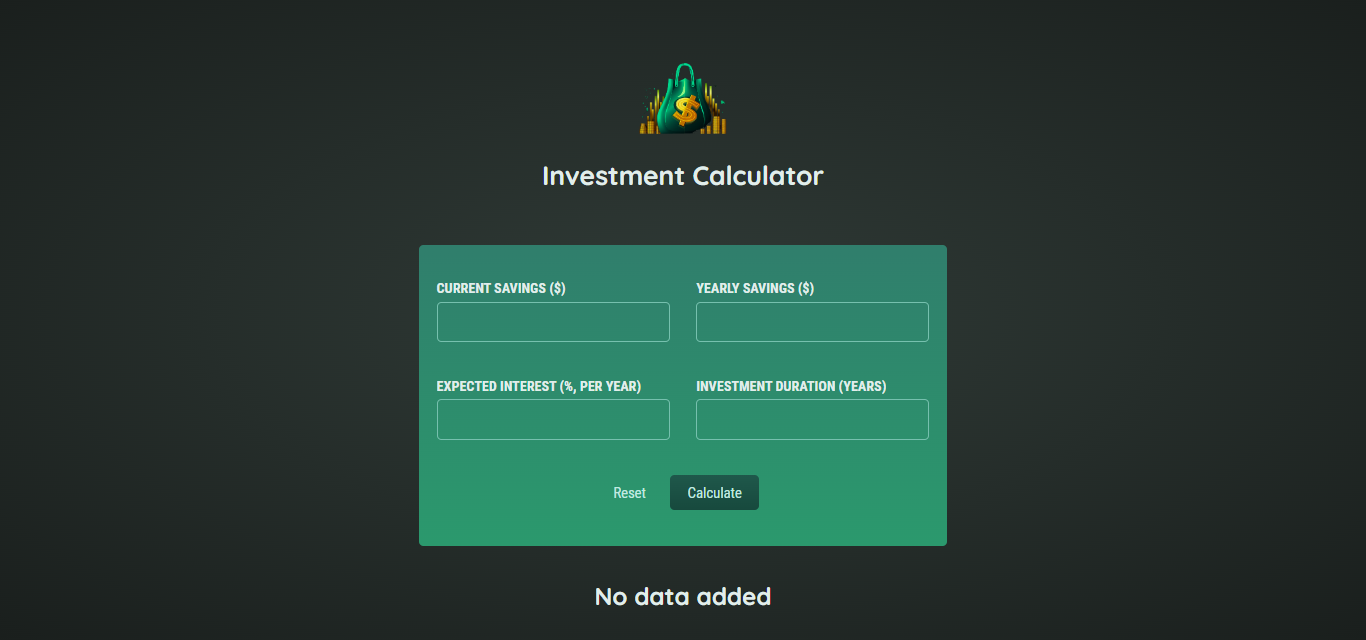 $
Investment Calculator
CURRENT SAVINGS ($) YEARLY SAVINGS ($)
EXPECTED INTEREST (%, PER YEAR) INVESTMENT DURATION (YEARS)
Reset Calculate
No data added